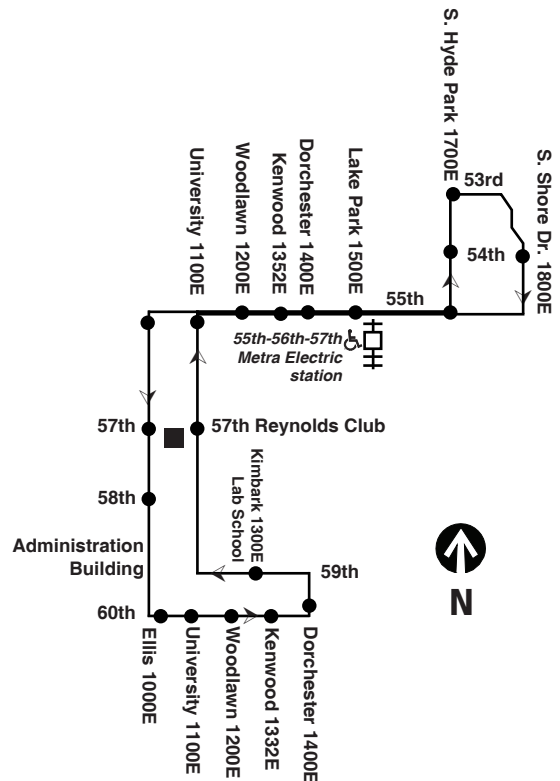 S. Hyde Park 1700E
S. Shore Dr. 1800E
53rd
54th
University 1100E
Woodlawn 1200E
Kenwood 1352E
Dorchester 1400E
Lake Park 1500E
55th
55th-56th-57th
Metra Electric
station
57th
57th Reynolds Club
58th
Kimbark 1300E
Lab School
Administration
Building
59th
60th
N
Ellis 1000E
University 1100E
Woodlawn 1200E
Kenwood 1332E
Dorchester 1400E